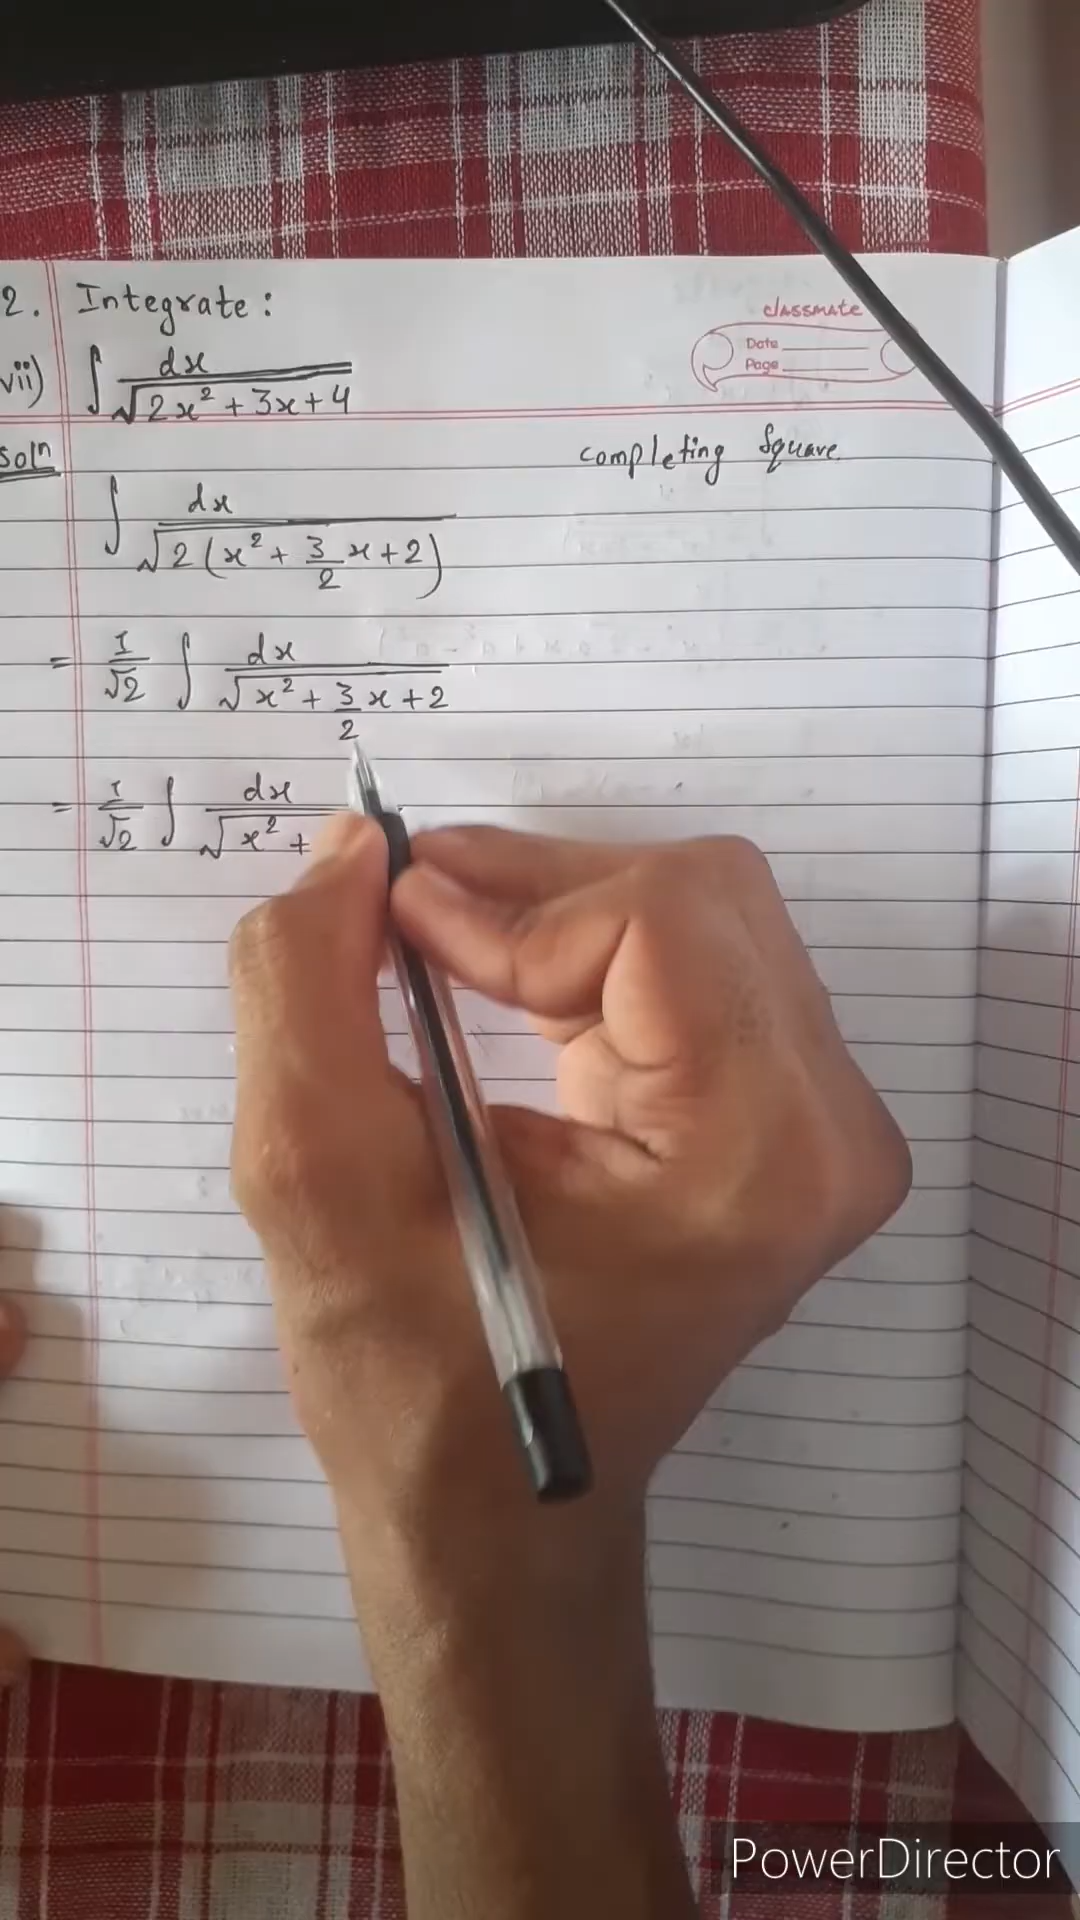 classmate
Date
Page
2. Integrate:
vii) ∫ dx / √(2x² + 3x + 4)
Solⁿ
completing Square
∫ dx / √(2(x² + 3/2 x + 2))
= 1/√2 ∫ dx / √(x² + 3/2 x + 2)
= 1/√2 ∫ dx / √(x² +
PowerDirector